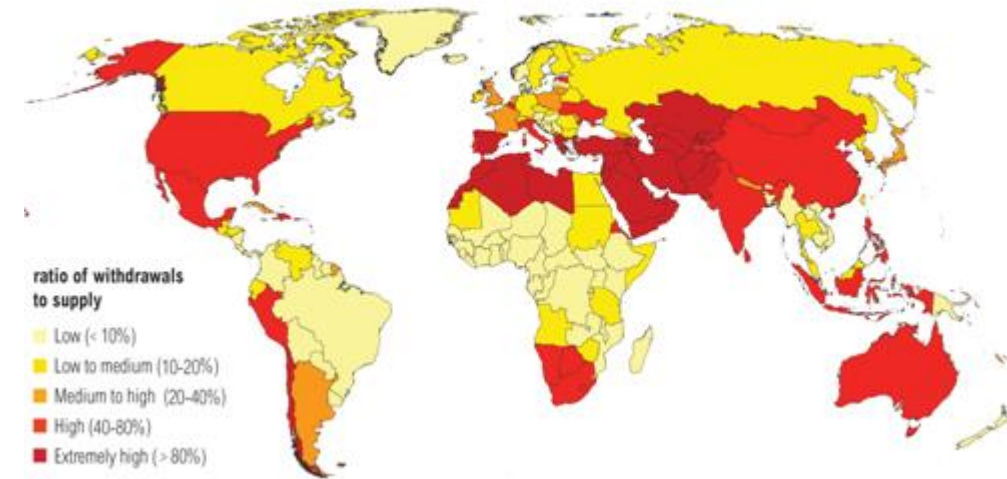 ratio of withdrawals
to supply
Low (< 10%)
Low to medium (10-20%)
Medium to high (20-40%)
High (40-80%)
Extremely high (> 80%)